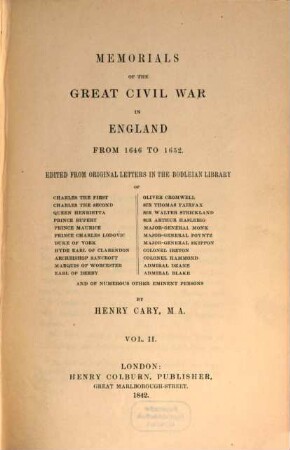 MEMORIALS
OF THE
GREAT CIVIL WAR
IN
ENGLAND
FROM 1646 TO 1652.
EDITED FROM ORIGINAL LETTERS IN THE BODLEIAN LIBRARY
OF
CHARLES THE FIRST
CHARLES THE SECOND
QUEEN HENRIETTA
PRINCE RUPERT
PRINCE MAURICE
PRINCE CHARLES LODOVIC
DUKE OF YORK
HYDE EARL OF CLARENDON
ARCHBISHOP SANCROFT
MARQUIS OF WORCESTER
EARL OF DERBY
OLIVER CROMWELL
SIR THOMAS FAIRFAX
SIR WALTER STRICKLAND
SIR ARTHUR HASLERIG
MAJOR-GENERAL MONK
MAJOR-GENERAL POYNTZ
MAJOR-GENERAL SKIPPON
COLONEL IRETON
COLONEL HAMMOND
ADMIRAL DEANE
ADMIRAL BLAKE
AND OF NUMEROUS OTHER EMINENT PERSONS
BY
HENRY CARY, M.A.
VOL. II.
LONDON:
HENRY COLBURN, PUBLISHER,
GREAT MARLBOROUGH-STREET.
1842.